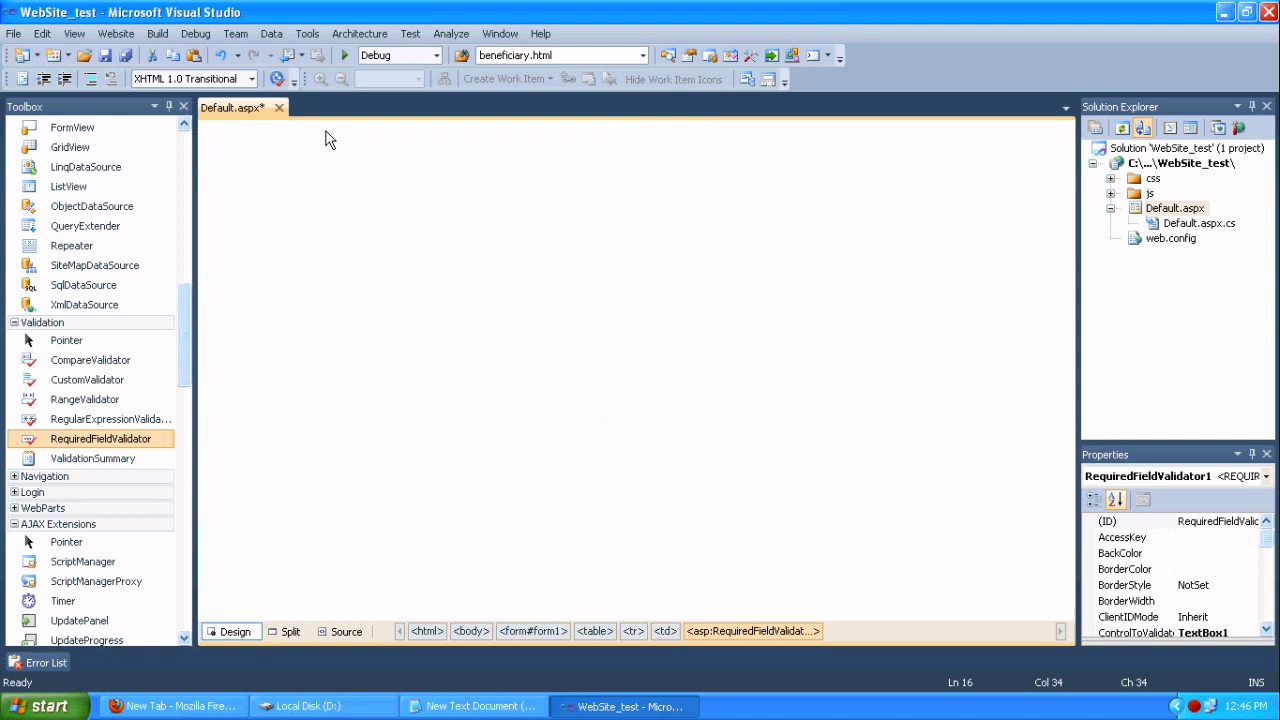 WebSite_test - Microsoft Visual Studio
File Edit View Website Build Debug Team Data Tools Architecture Test Analyze Window Help
Debug beneficiary.html
XHTML 1.0 Transitional Create Work Item Hide Work Item Icons
Toolbox
FormView
GridView
LinqDataSource
ListView
ObjectDataSource
QueryExtender
Repeater
SiteMapDataSource
SqlDataSource
XmlDataSource
Validation
Pointer
CompareValidator
CustomValidator
RangeValidator
RegularExpressionValida...
RequiredFieldValidator
ValidationSummary
Navigation
Login
WebParts
AJAX Extensions
Pointer
ScriptManager
ScriptManagerProxy
Timer
UpdatePanel
UpdateProgress
Default.aspx*
Design Split Source <html> <body> <form#form1> <table> <tr> <td> <asp:RequiredFieldValidat...>
Solution Explorer
Solution 'WebSite_test' (1 project)
C:\...\WebSite_test\
css
js
Default.aspx
Default.aspx.cs
web.config
Properties
RequiredFieldValidator1 <REQUIR
(ID) RequiredFieldValic
AccessKey
BackColor
BorderColor
BorderStyle NotSet
BorderWidth
ClientIDMode Inherit
ControlToValidate TextBox1
Error List
Ready Ln 16 Col 34 Ch 34 INS
start New Tab - Mozilla Fire... Local Disk (D:) New Text Document (... WebSite_test - Micro... 12:46 PM